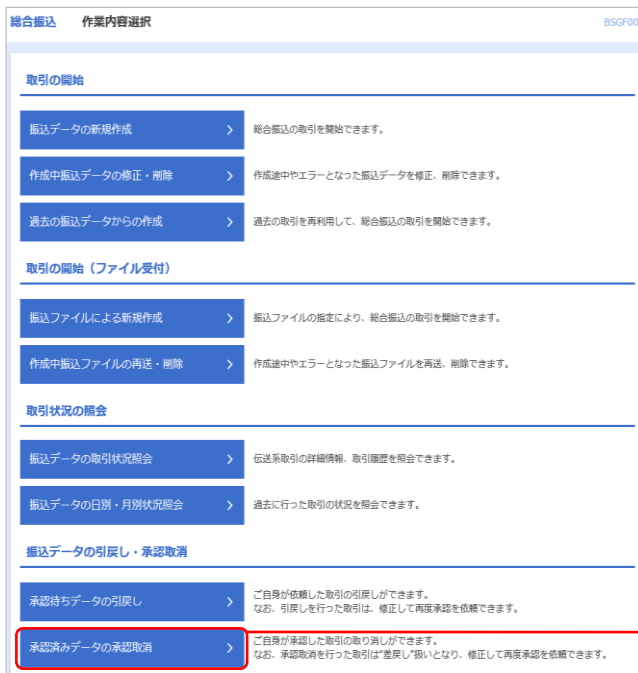 総合振込 作業内容選択 BSGF00
取引の開始
振込データの新規作成 総合振込の取引を開始できます。
作成中振込データの修正・削除 作成途中やエラーとなった振込データを修正、削除できます。
過去の振込データからの作成 過去の取引を再利用して、総合振込の取引を開始できます。
取引の開始（ファイル受付）
振込ファイルによる新規作成 振込ファイルの指定により、総合振込の取引を開始できます。
作成中振込ファイルの再送・削除 作成途中やエラーとなった振込ファイルを再送、削除できます。
取引状況の照会
振込データの取引状況照会 伝送系取引の詳細情報、取引履歴を照会できます。
振込データの日別・月別状況照会 過去に行った取引の状況を照会できます。
振込データの引戻し・承認取消
承認待ちデータの引戻し ご自身が依頼した取引の引戻しができます。
なお、引戻しを行った取引は、修正して再度承認を依頼できます。
承認済みデータの承認取消 ご自身が承認した取引の取り消しができます。
なお、承認取消を行った取引は"差戻し"扱いとなり、修正して再度承認を依頼できます。